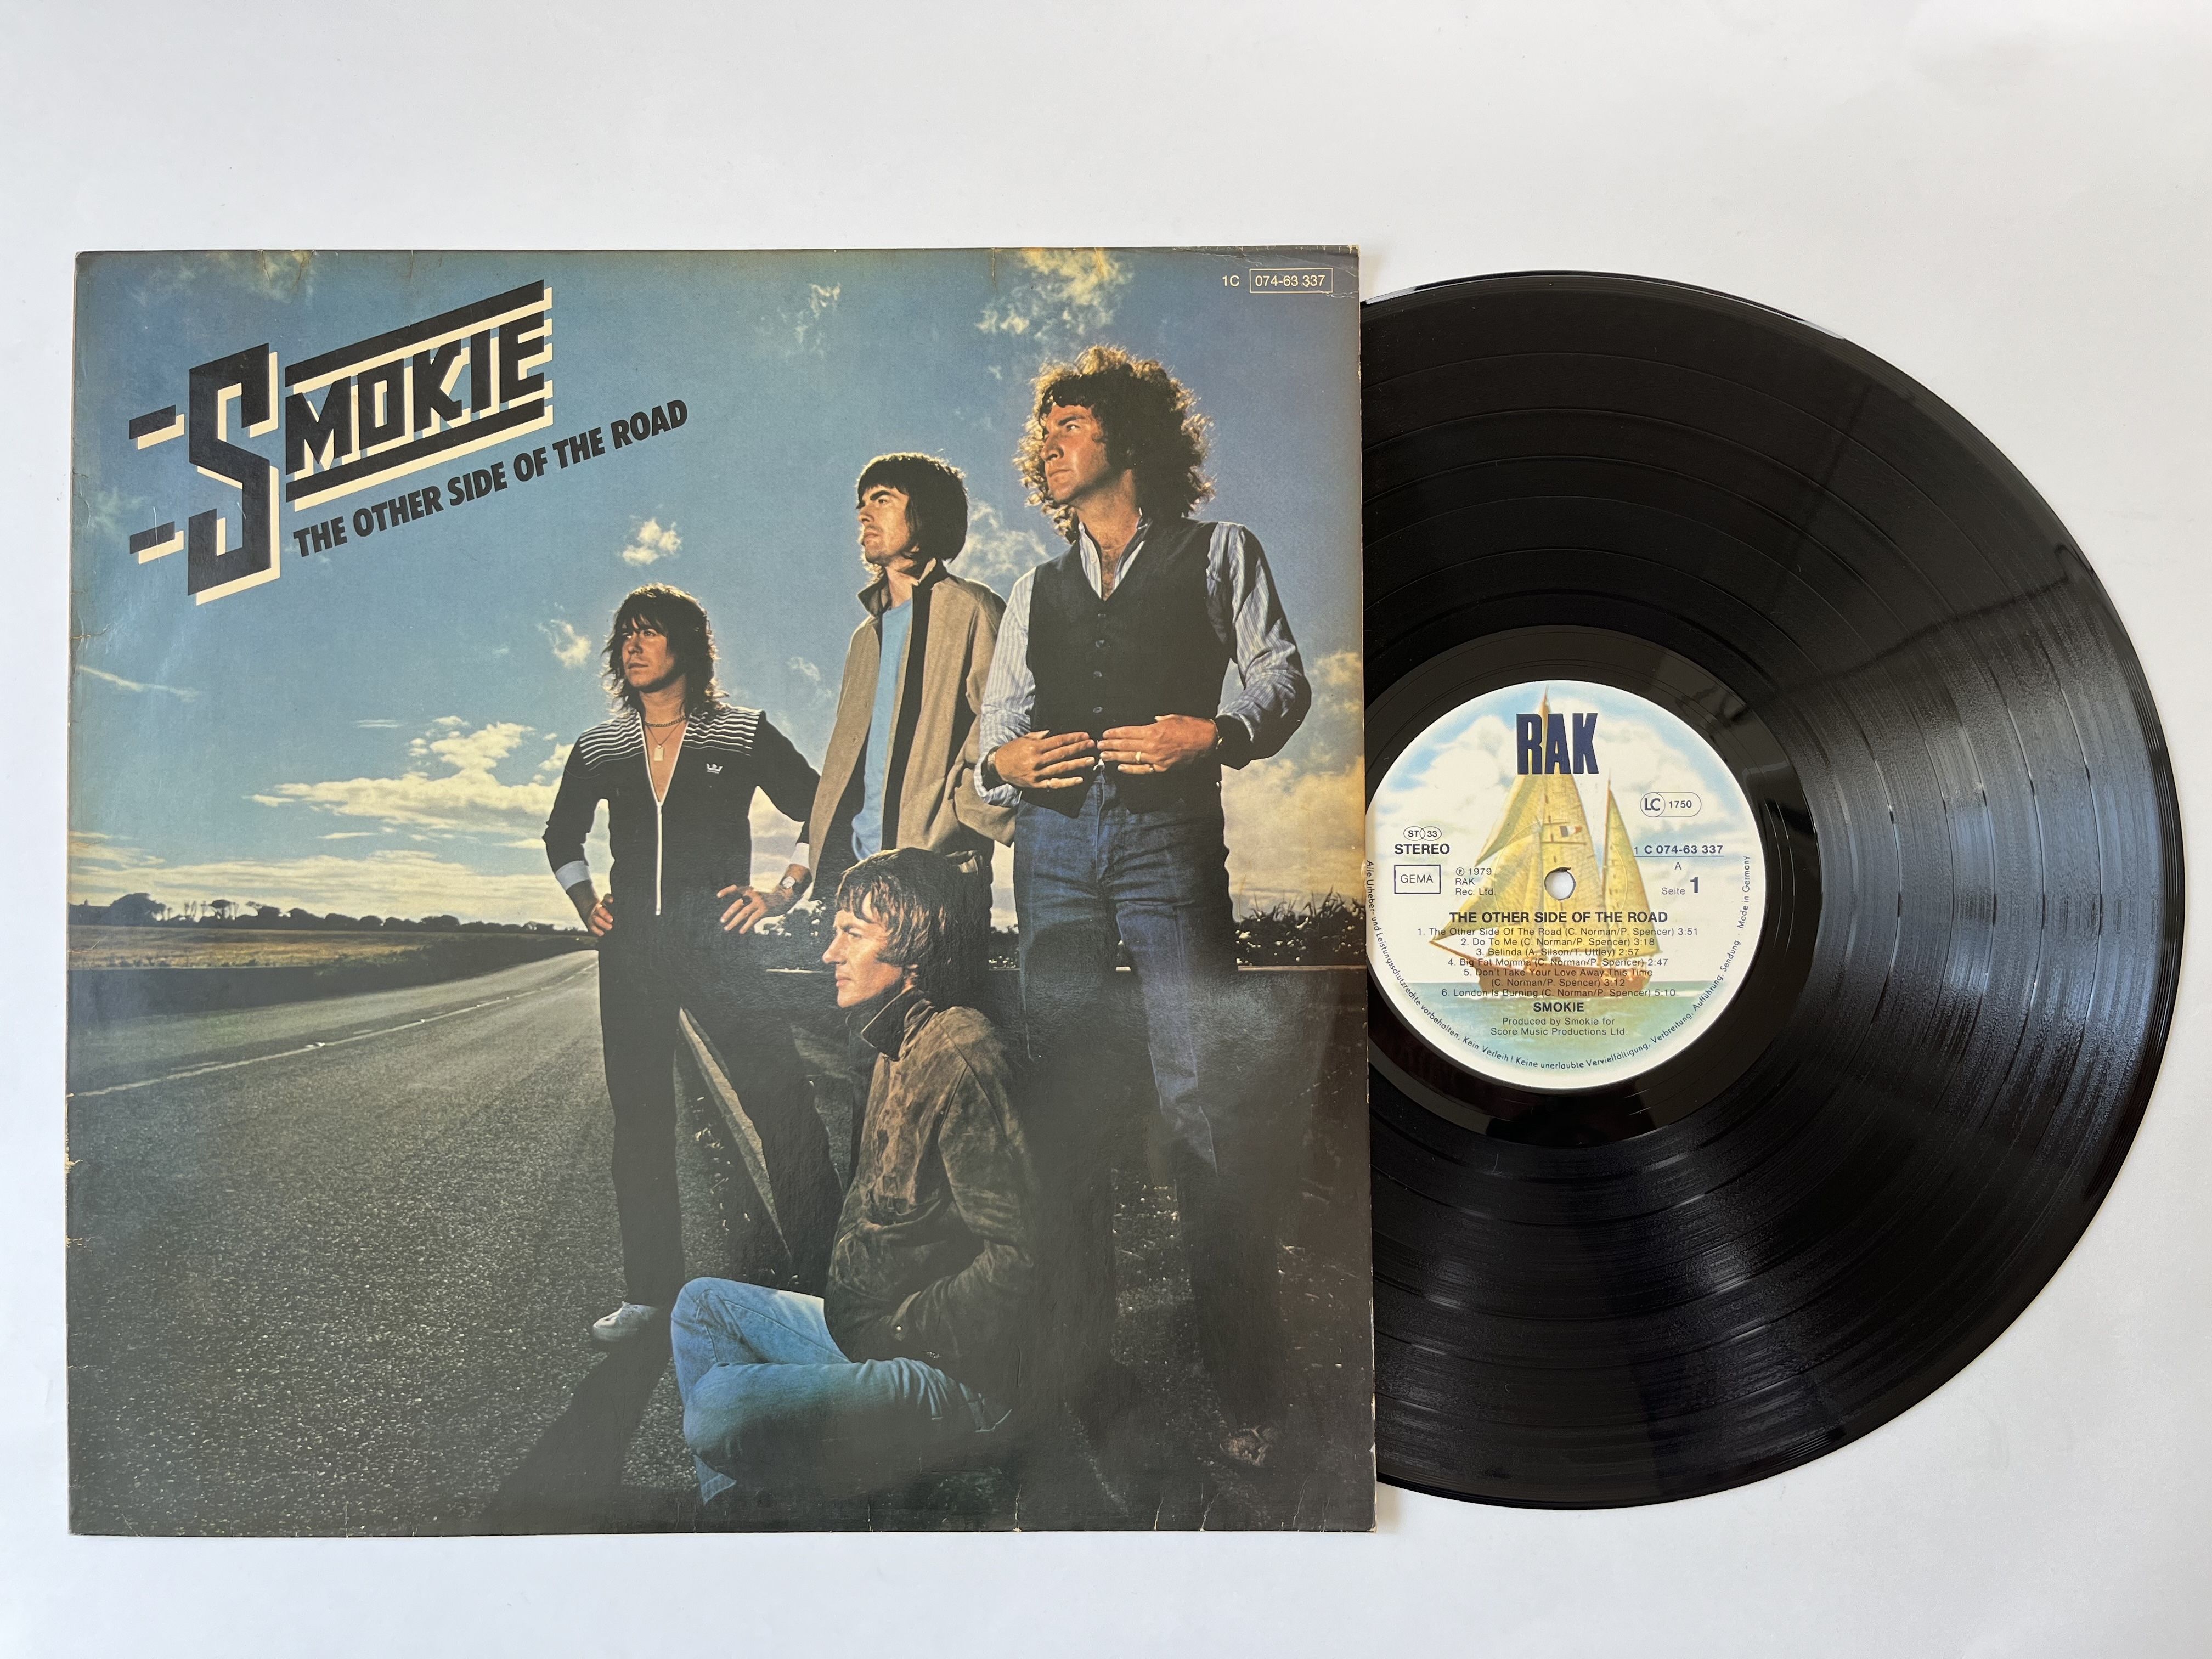 SMOKIE
THE OTHER SIDE OF THE ROAD
1C 074-63 337
RAK
LC 1750
ST 33
STEREO
GEMA
℗ 1979
RAK
Rec. Ltd.
1 C 074-63 337
A
Seite 1
THE OTHER SIDE OF THE ROAD
1. The Other Side Of The Road (C. Norman/P. Spencer) 3:51
2. Do To Me (C. Norman/P. Spencer) 3:18
3. Belinda (A. Silson/T. Uttley) 2:57
4. Big Fat Momma (C. Norman/P. Spencer) 2:47
5. Don't Take Your Love Away This Time
(C. Norman/P. Spencer) 3:12
6. London Is Burning (C. Norman/P. Spencer) 5:10
SMOKIE
Produced by Smokie for
Score Music Productions Ltd.
Alle Urheber- und Leistungsschutzrechte vorbehalten. Kein Verleih! Keine unerlaubte Vervielfältigung, Verbreitung, Aufführung, Sendung. Made in Germany